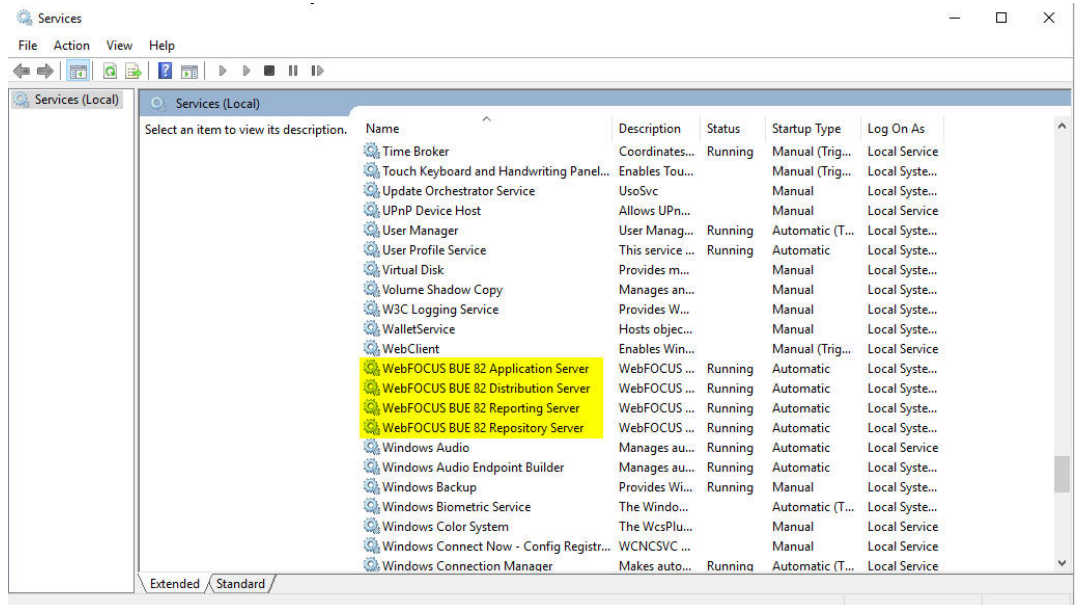 Services
File Action View Help
Services (Local)
Services (Local)
Select an item to view its description.
Name Description Status Startup Type Log On As
Time Broker Coordinates... Running Manual (Trig... Local Service
Touch Keyboard and Handwriting Panel... Enables Tou... Manual (Trig... Local Syste...
Update Orchestrator Service UsoSvc Manual Local Syste...
UPnP Device Host Allows UPn... Manual Local Service
User Manager User Manag... Running Automatic (T... Local Syste...
User Profile Service This service ... Running Automatic Local Syste...
Virtual Disk Provides m... Manual Local Syste...
Volume Shadow Copy Manages an... Manual Local Syste...
W3C Logging Service Provides W... Manual Local Syste...
WalletService Hosts objec... Manual Local Syste...
WebClient Enables Win... Manual (Trig... Local Service
WebFOCUS BUE 82 Application Server WebFOCUS ... Running Automatic Local Syste...
WebFOCUS BUE 82 Distribution Server WebFOCUS ... Running Automatic Local Syste...
WebFOCUS BUE 82 Reporting Server WebFOCUS ... Running Automatic Local Syste...
WebFOCUS BUE 82 Repository Server WebFOCUS ... Running Automatic Local Syste...
Windows Audio Manages au... Running Automatic Local Service
Windows Audio Endpoint Builder Manages au... Running Automatic Local Syste...
Windows Backup Provides Wi... Running Manual Local Syste...
Windows Biometric Service The Windo... Automatic (T... Local Syste...
Windows Color System The WcsPlu... Manual Local Service
Windows Connect Now - Config Registr... WCNCSVC ... Manual Local Service
Windows Connection Manager Makes auto... Running Automatic (T... Local Service
Extended Standard